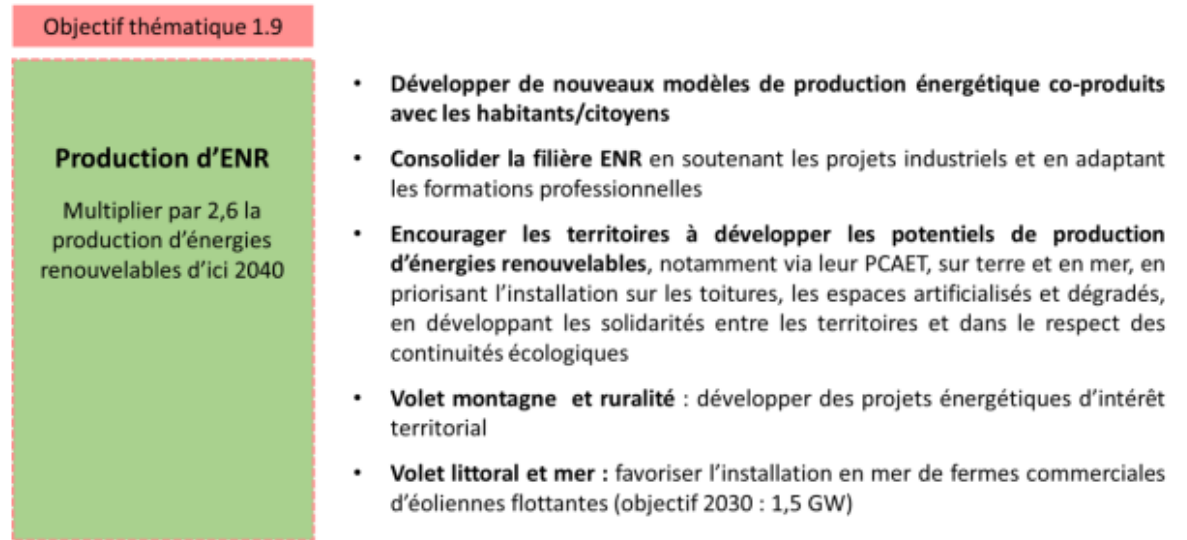 Objectif thématique 1.9
Production d'ENR
Multiplier par 2,6 la
production d'énergies
renouvelables d'ici 2040
• Développer de nouveaux modèles de production énergétique co-produits
avec les habitants/citoyens
• Consolider la filière ENR en soutenant les projets industriels et en adaptant
les formations professionnelles
• Encourager les territoires à développer les potentiels de production
d'énergies renouvelables, notamment via leur PCAET, sur terre et en mer, en
priorisant l'installation sur les toitures, les espaces artificialisés et dégradés,
en développant les solidarités entre les territoires et dans le respect des
continuités écologiques
• Volet montagne et ruralité : développer des projets énergétiques d'intérêt
territorial
• Volet littoral et mer : favoriser l'installation en mer de fermes commerciales
d'éoliennes flottantes (objectif 2030 : 1,5 GW)